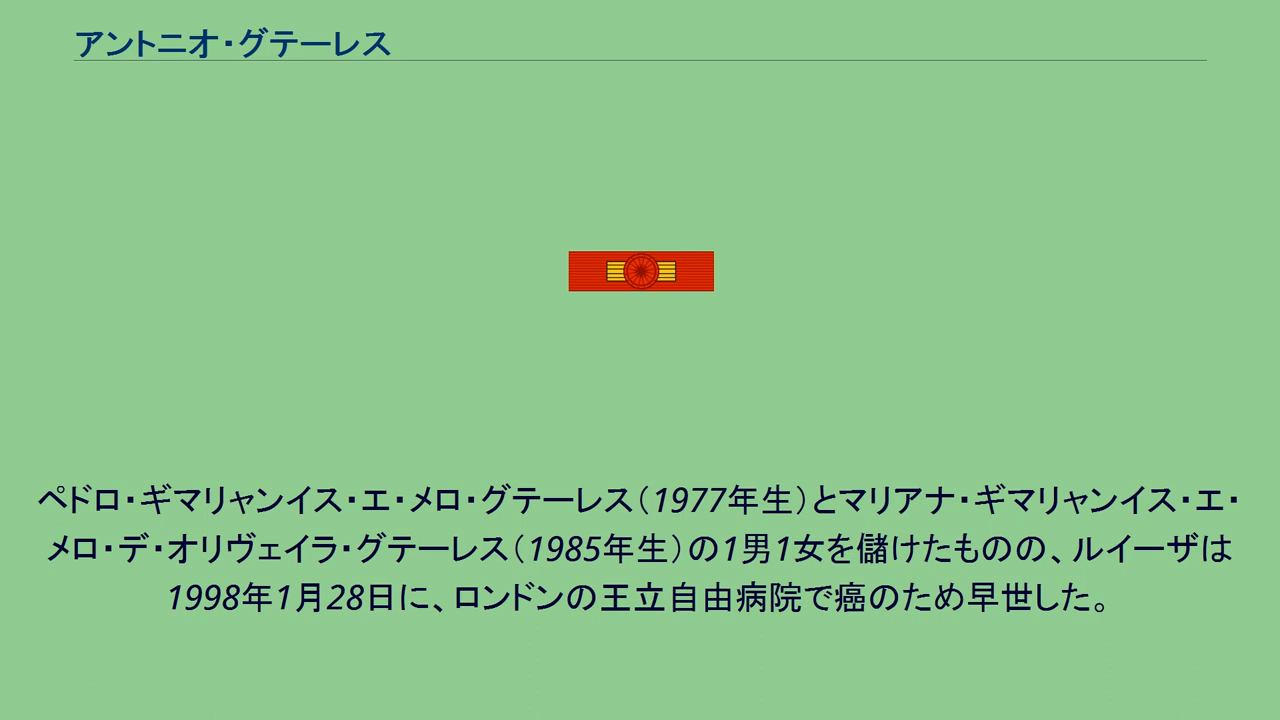 アントニオ・グテーレス
ペドロ・ギマリャンイス・エ・メロ・グテーレス（1977年生）とマリアナ・ギマリャンイス・エ・
メロ・デ・オリヴェイラ・グテーレス（1985年生）の1男1女を儲けたものの、ルイーザは
1998年1月28日に、ロンドンの王立自由病院で癌のため早世した。